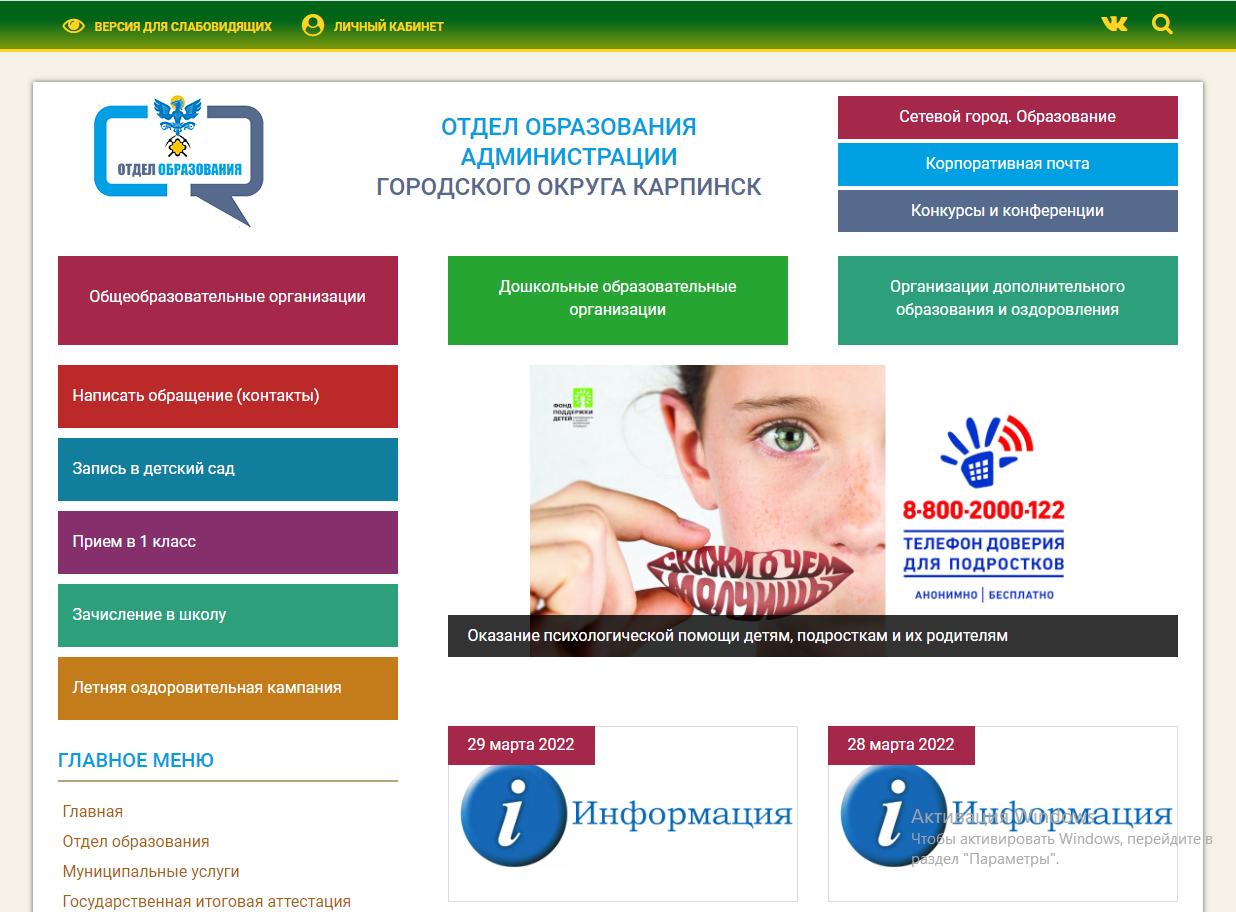 ВЕРСИЯ ДЛЯ СЛАБОВИДЯЩИХ
ЛИЧНЫЙ КАБИНЕТ
ОТДЕЛ ОБРАЗОВАНИЯ
ОТДЕЛ ОБРАЗОВАНИЯ
АДМИНИСТРАЦИИ
ГОРОДСКОГО ОКРУГА КАРПИНСК
Сетевой город. Образование
Корпоративная почта
Конкурсы и конференции
Общеобразовательные организации
Дошкольные образовательные
организации
Организации дополнительного
образования и оздоровления
Написать обращение (контакты)
Запись в детский сад
Прием в 1 класс
Зачисление в школу
Летняя оздоровительная кампания
ФОНД
ПОДДЕРЖКИ
ДЕТЕЙ
СКАЖИ О ЧЕМ
МОЛЧИШЬ
8-800-2000-122
ТЕЛЕФОН ДОВЕРИЯ
ДЛЯ ПОДРОСТКОВ
АНОНИМНО | БЕСПЛАТНО
Оказание психологической помощи детям, подросткам и их родителям
ГЛАВНОЕ МЕНЮ
Главная
Отдел образования
Муниципальные услуги
Государственная итоговая аттестация
29 марта 2022
Информация
28 марта 2022
Информация
Активация Windows
Чтобы активировать Windows, перейдите в
раздел "Параметры".